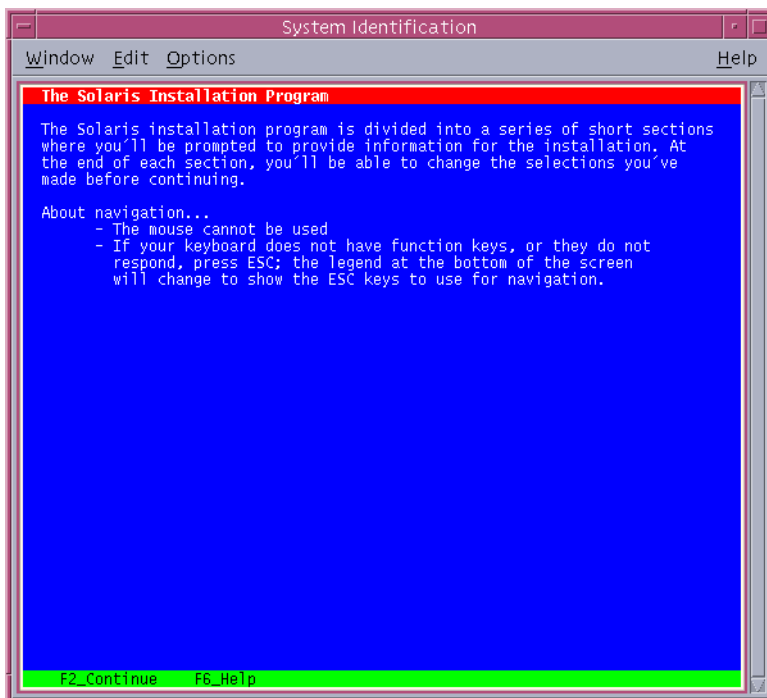 System Identification
Window Edit Options Help
The Solaris Installation Program
The Solaris installation program is divided into a series of short sections
where you´ll be prompted to provide information for the installation. At
the end of each section, you´ll be able to change the selections you´ve
made before continuing.
About navigation...
- The mouse cannot be used
- If your keyboard does not have function keys, or they do not
respond, press ESC; the legend at the bottom of the screen
will change to show the ESC keys to use for navigation.
F2_Continue F6_Help